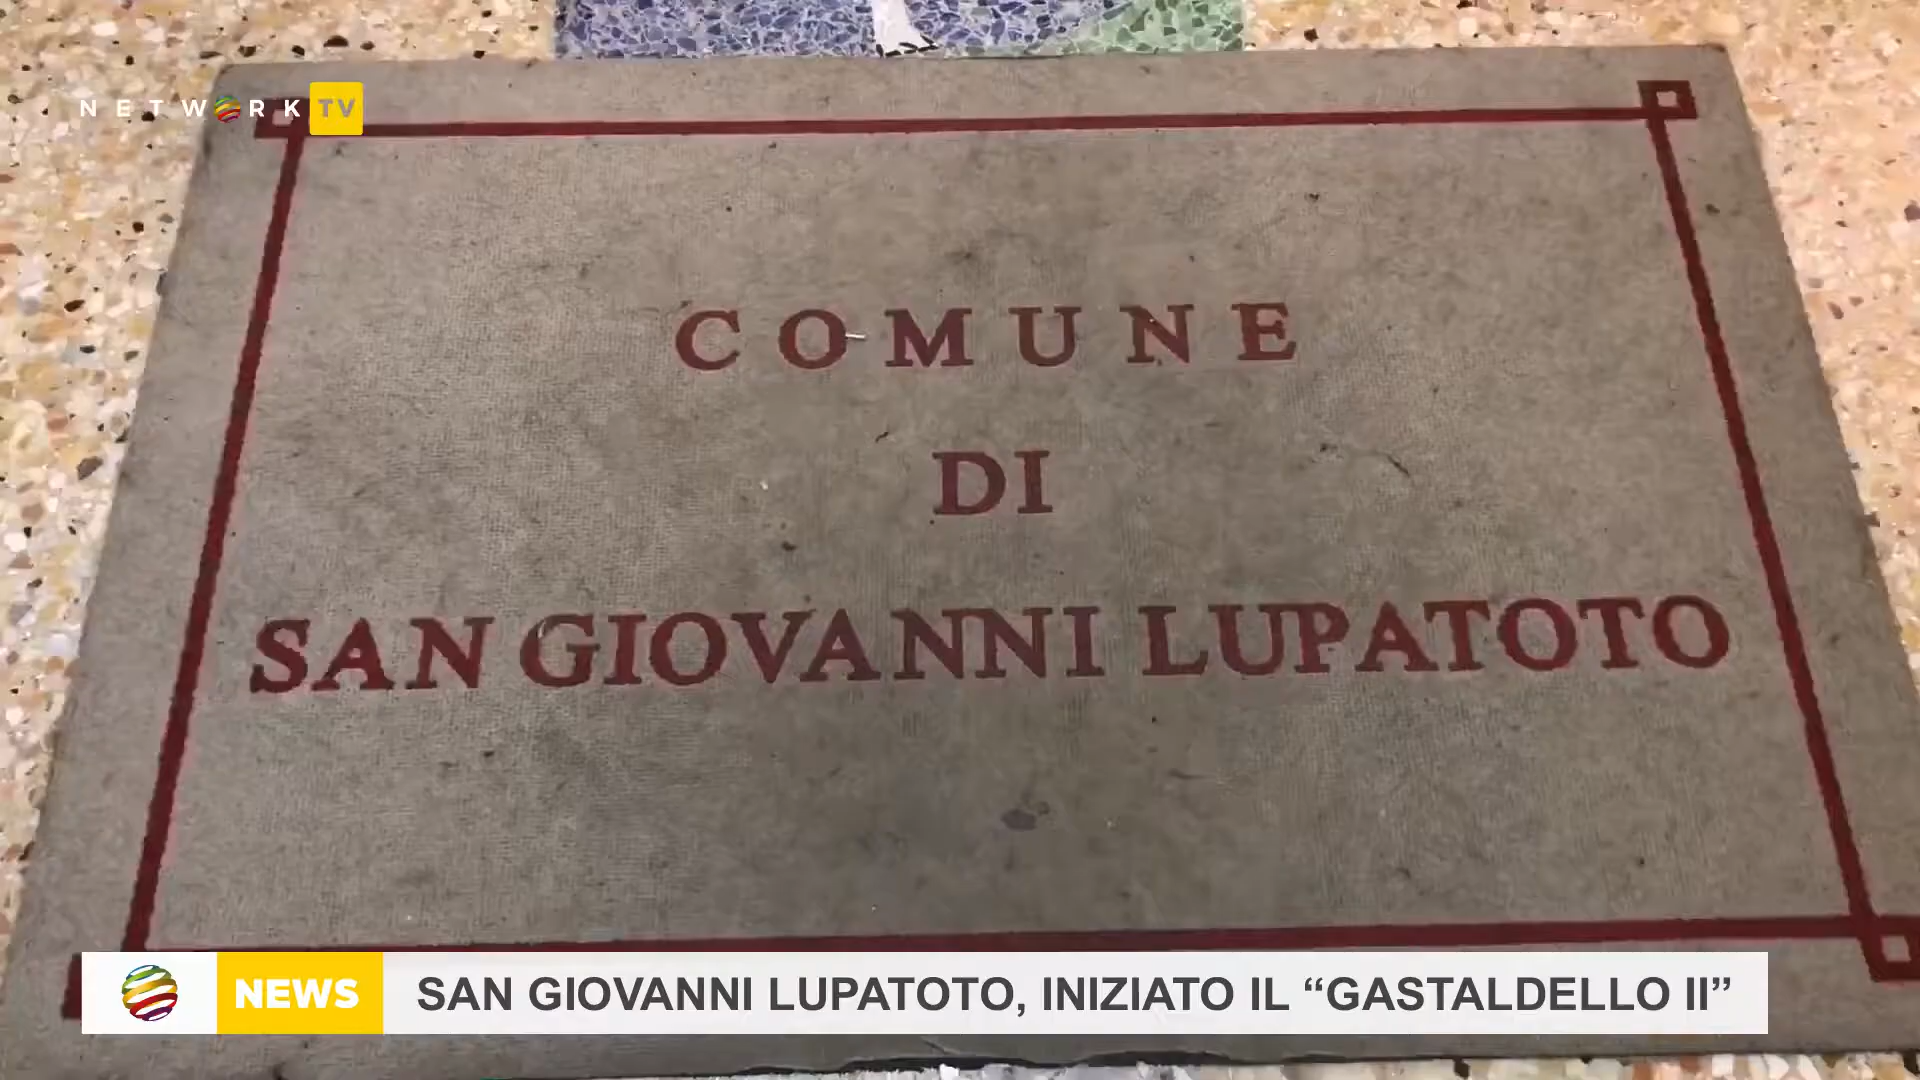 NETWORK TV
COMUNE
DI
SAN GIOVANNI LUPATOTO
NEWS SAN GIOVANNI LUPATOTO, INIZIATO IL “GASTALDELLO II”